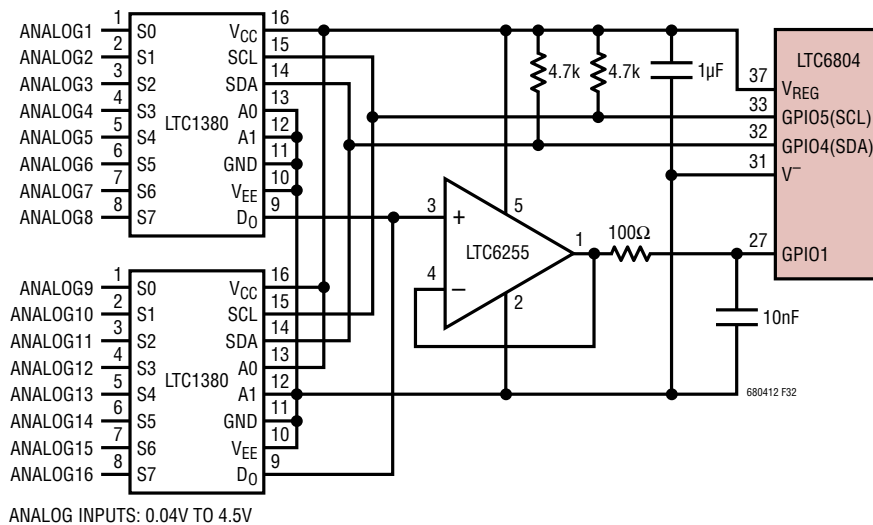 ANALOG1 1 S0
ANALOG2 2 S1
ANALOG3 3 S2
ANALOG4 4 S3
ANALOG5 5 S4
ANALOG6 6 S5
ANALOG7 7 S6
ANALOG8 8 S7
LTC1380
VCC 16
SCL 15
SDA 14
A0 13
A1 12
GND 11
VEE 10
DO 9
ANALOG9 1 S0
ANALOG10 2 S1
ANALOG11 3 S2
ANALOG12 4 S3
ANALOG13 5 S4
ANALOG14 6 S5
ANALOG15 7 S6
ANALOG16 8 S7
LTC1380
VCC 16
SCL 15
SDA 14
A0 13
A1 12
GND 11
VEE 10
DO 9
4.7k
4.7k
1µF
3 +
4 –
LTC6255
5
2
1
100Ω
10nF
LTC6804
37 VREG
33 GPIO5(SCL)
32 GPIO4(SDA)
31 V–
27 GPIO1
680412 F32
ANALOG INPUTS: 0.04V TO 4.5V